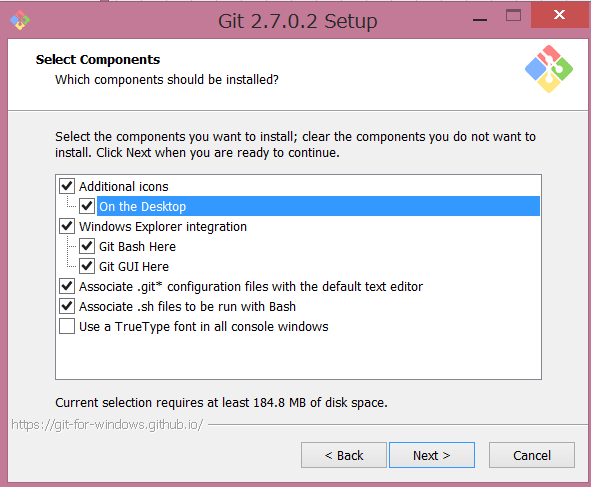 Git 2.7.0.2 Setup
Select Components
Which components should be installed?
Select the components you want to install; clear the components you do not want to
install. Click Next when you are ready to continue.
Additional icons
On the Desktop
Windows Explorer integration
Git Bash Here
Git GUI Here
Associate .git* configuration files with the default text editor
Associate .sh files to be run with Bash
Use a TrueType font in all console windows
Current selection requires at least 184.8 MB of disk space.
https://git-for-windows.github.io/
< Back
Next >
Cancel